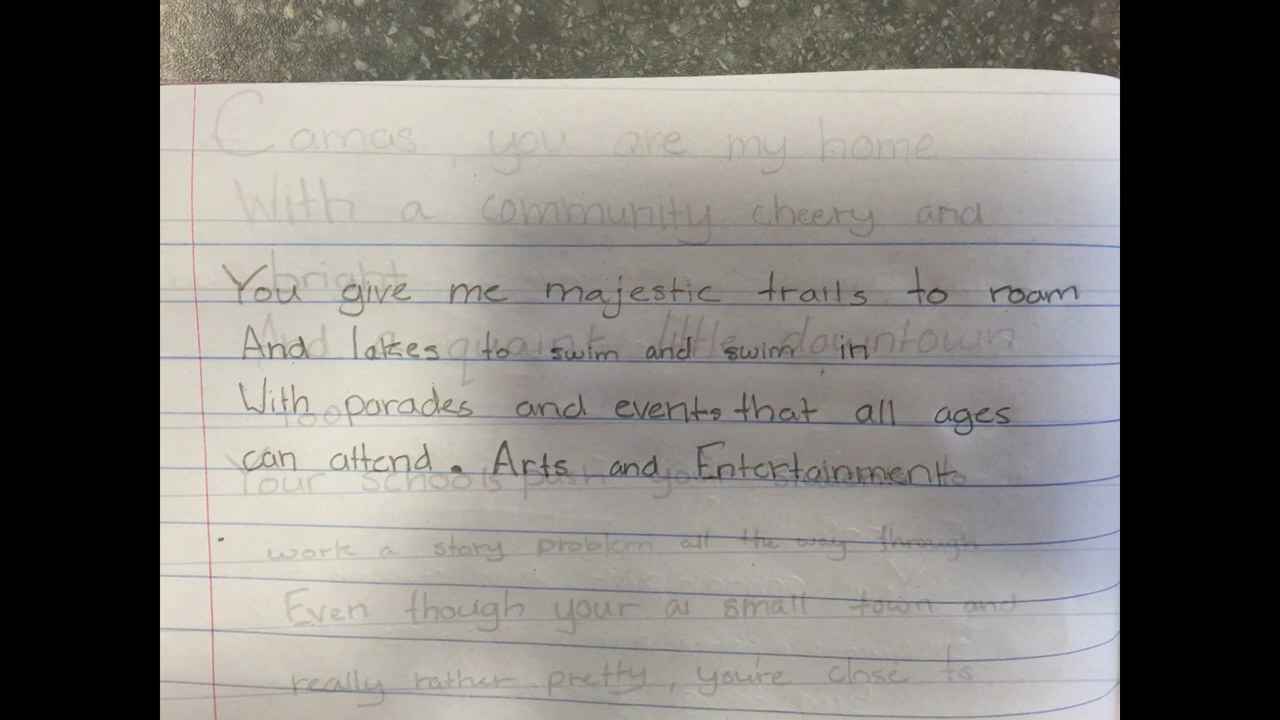 Camas, you are my home
With a community cheery and
bright
You give me majestic trails to roam
And a quaint little downtown
And lakes to swim and swim in
With parades and events that all ages
too
can attend. Arts and Entertainment
Your schools push you
work a story problem all the way through
Even though your a small town and
really rather pretty, you're close to